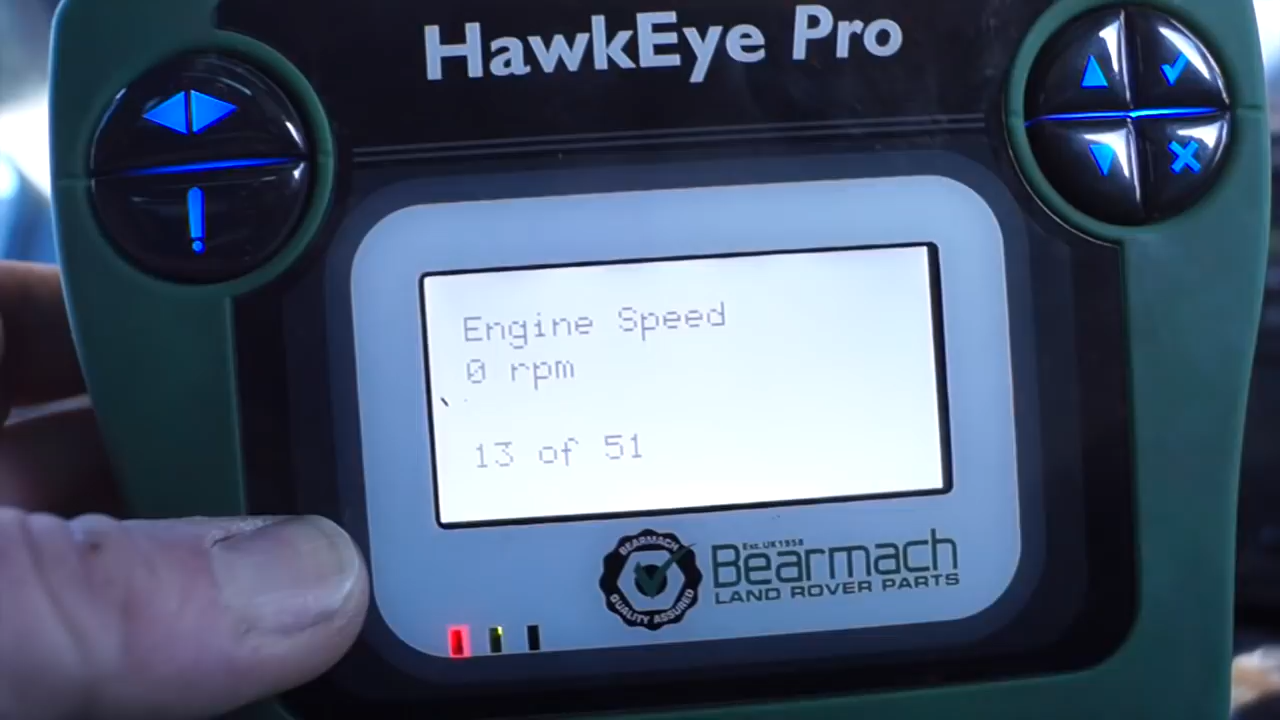 HawkEye Pro
Engine Speed
0 rpm
13 of 51
BEARMACH
QUALITY ASSURED
Est. UK 1958
Bearmach
LAND ROVER PARTS